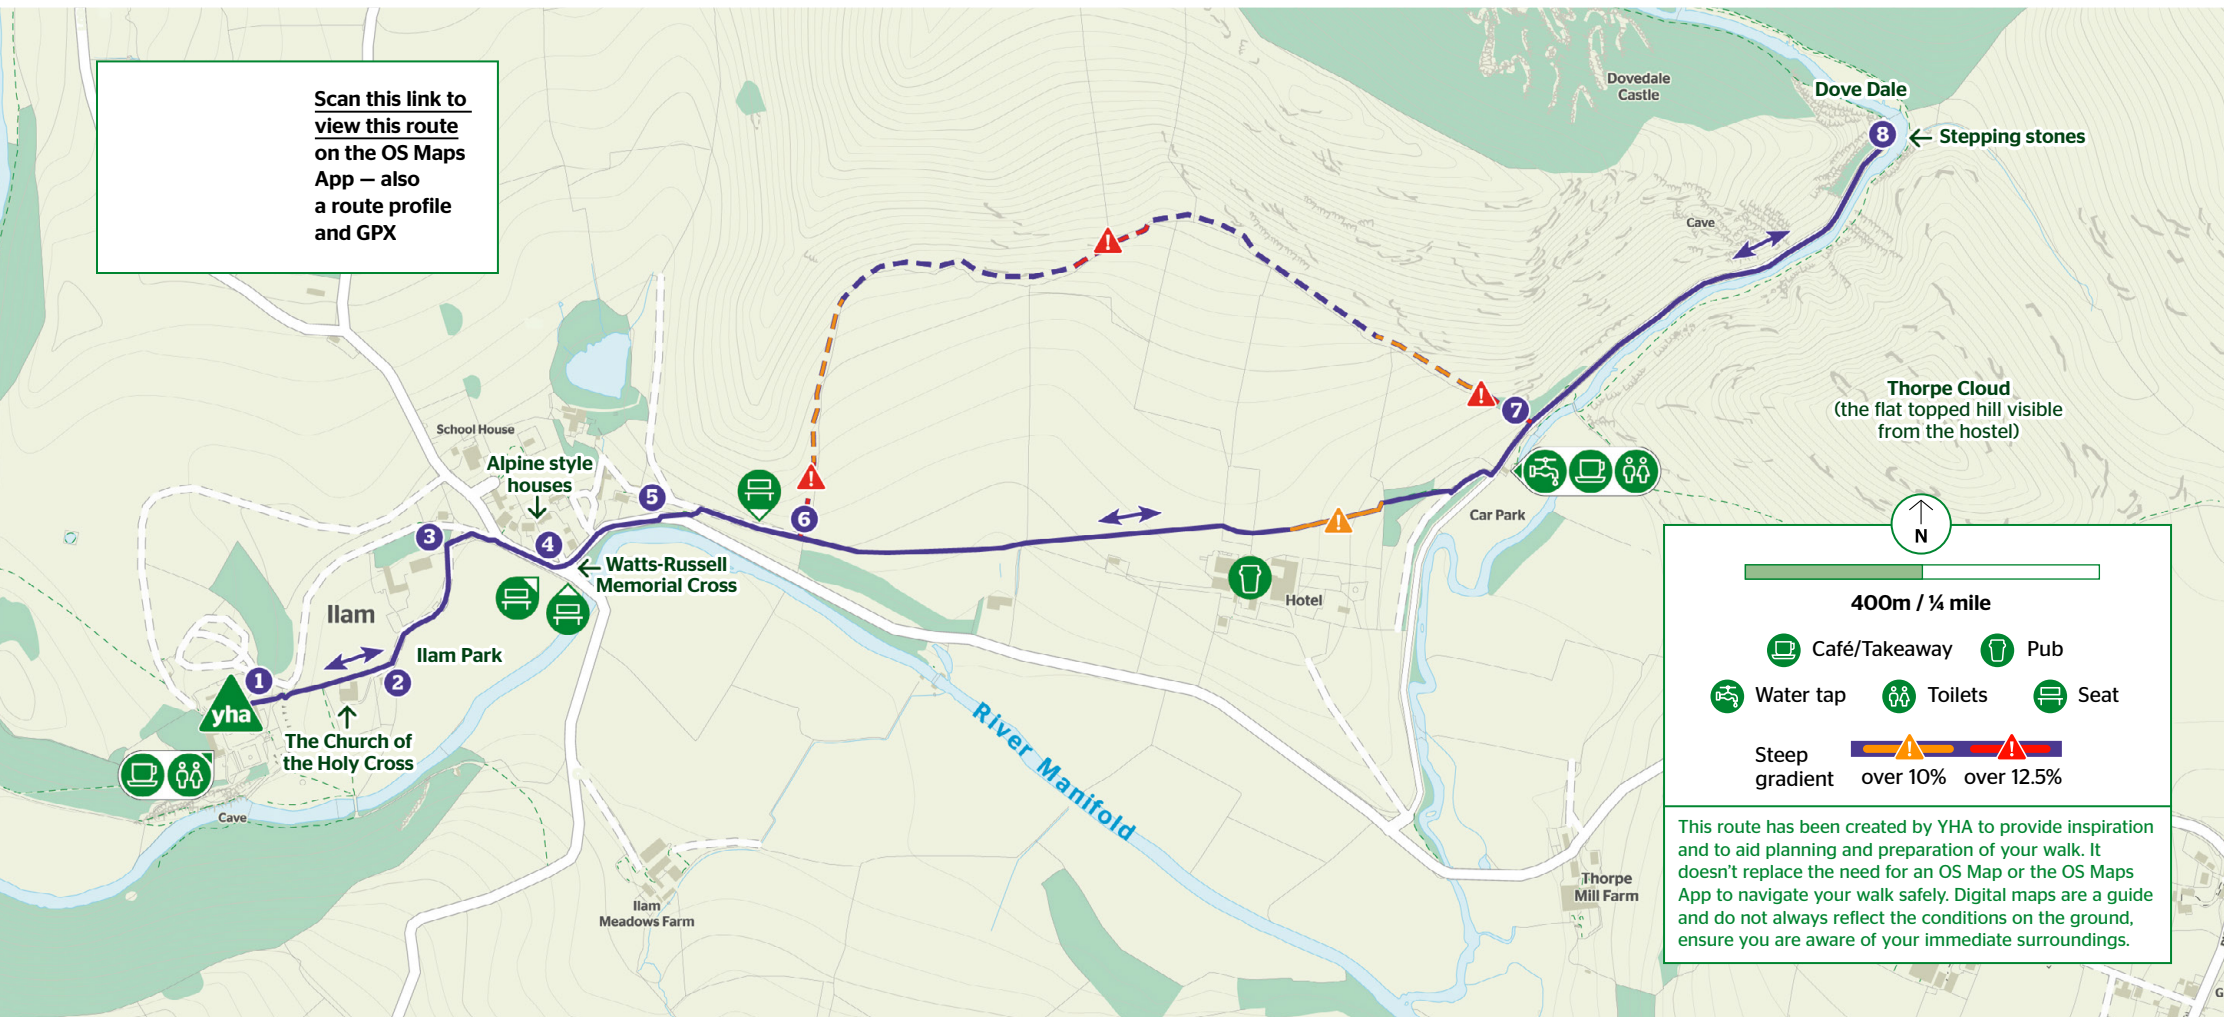 Scan this link to
view this route
on the OS Maps
App – also
a route profile
and GPX
Dovedale
Castle
Dove Dale
8
Stepping stones
Cave
Thorpe Cloud
(the flat topped hill visible
from the hostel)
7
School House
Alpine style
houses
5
6
3
4
Watts-Russell
Memorial Cross
Car Park
Hotel
Ilam
Ilam Park
1
2
yha
The Church of
the Holy Cross
Cave
River Manifold
Ilam
Meadows Farm
Thorpe
Mill Farm
N
400m / ¼ mile
Café/Takeaway
Pub
Water tap
Toilets
Seat
Steep
gradient
over 10%
over 12.5%
This route has been created by YHA to provide inspiration
and to aid planning and preparation of your walk. It
doesn't replace the need for an OS Map or the OS Maps
App to navigate your walk safely. Digital maps are a guide
and do not always reflect the conditions on the ground,
ensure you are aware of your immediate surroundings.